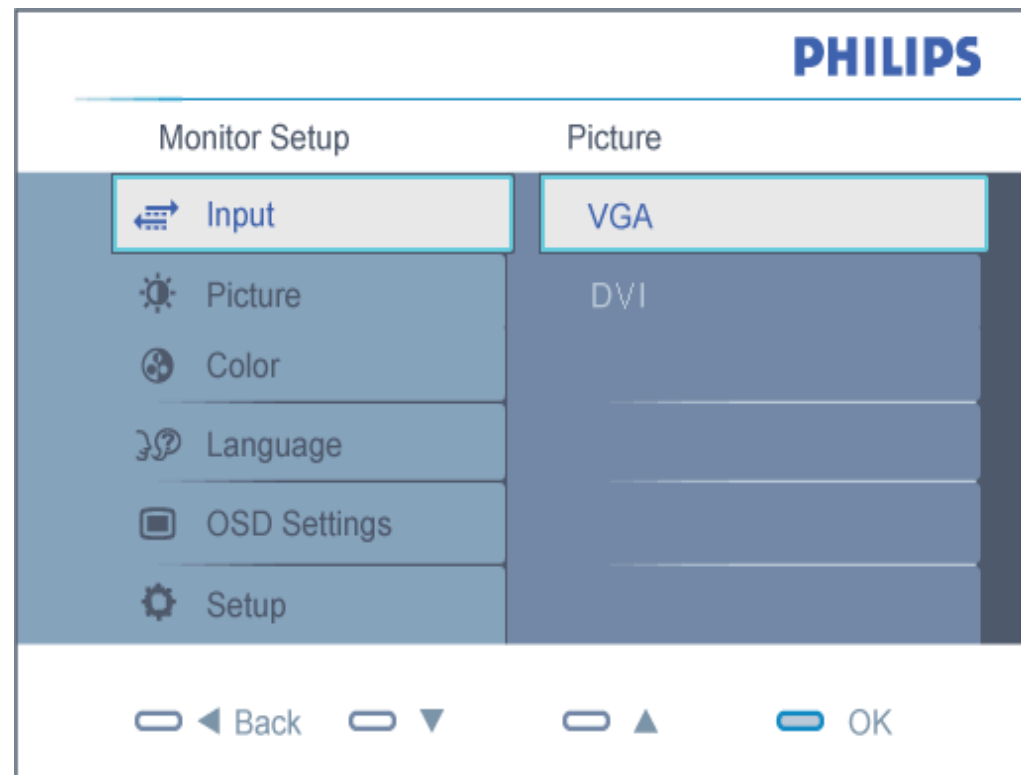 PHILIPS
Monitor Setup
Picture
Input
VGA
Picture
DVI
Color
Language
OSD Settings
Setup
Back
OK